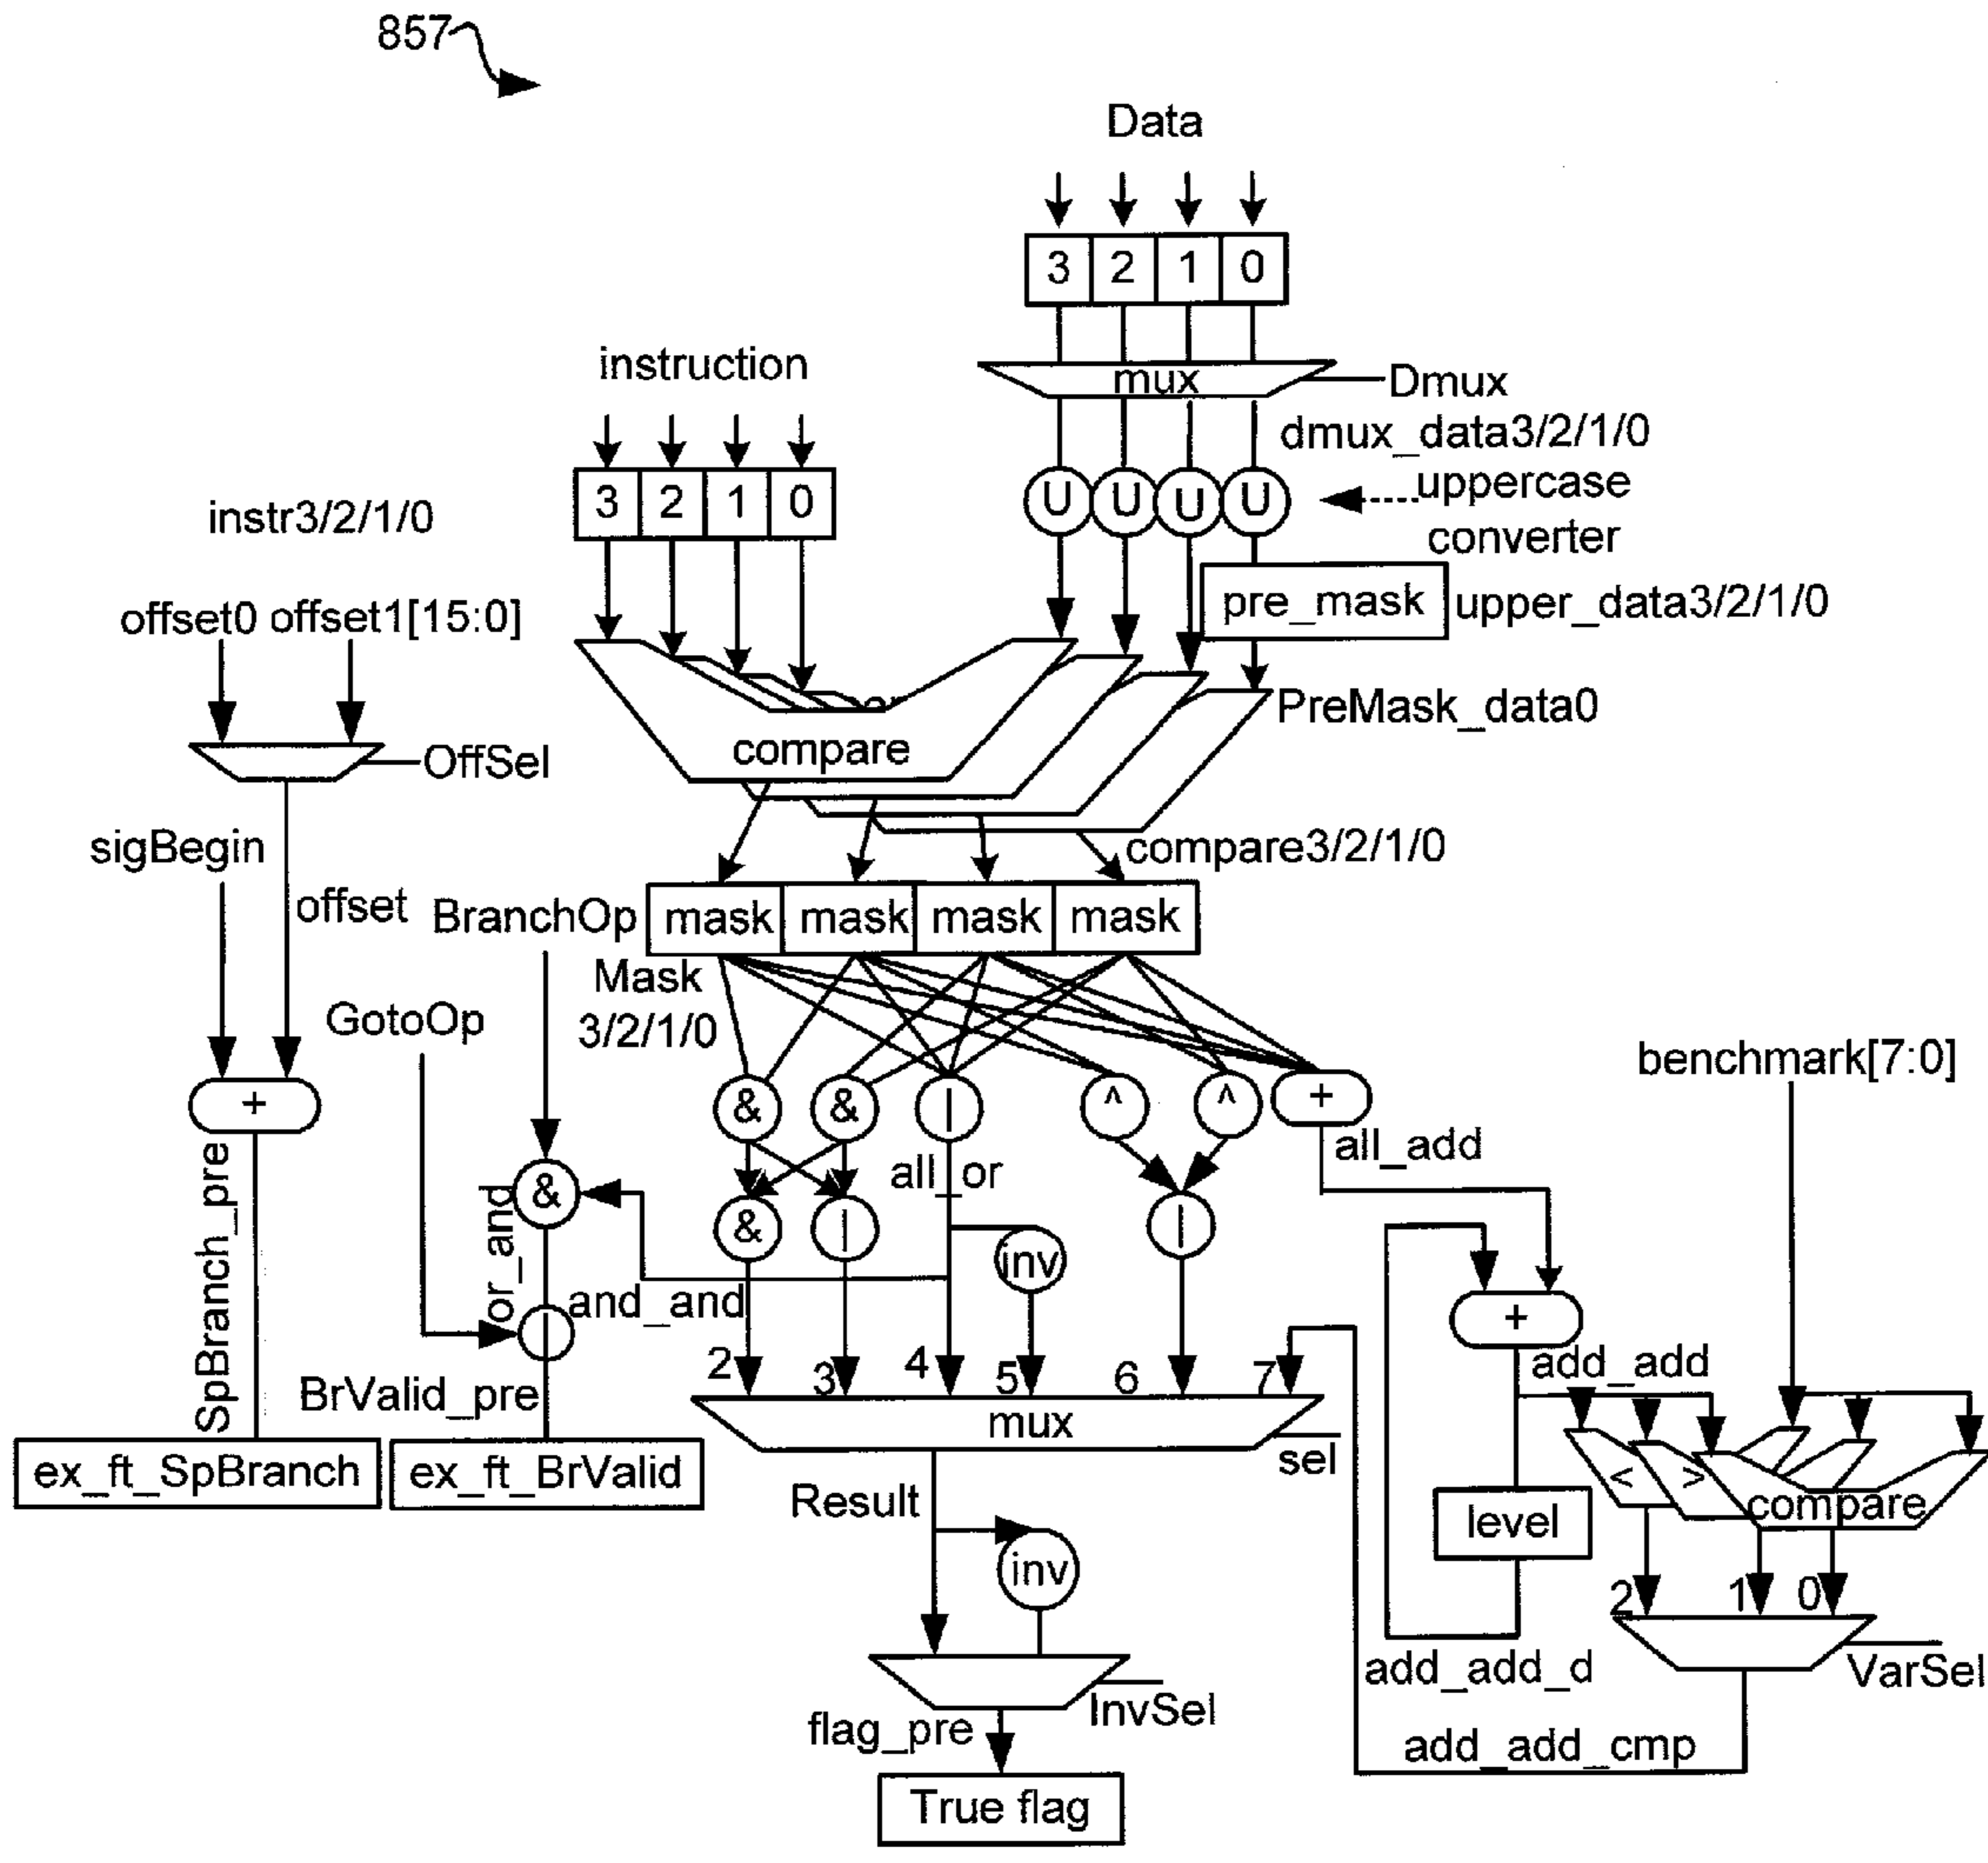 857
Data
3 2 1 0
instruction
mux
Dmux
dmux_data3/2/1/0
3 2 1 0
U U U U
uppercase
converter
instr3/2/1/0
pre_mask
upper_data3/2/1/0
offset0 offset1[15:0]
PreMask_data0
compare
OffSel
sigBegin
compare3/2/1/0
offset
BranchOp
mask mask mask mask
Mask
3/2/1/0
GotoOp
benchmark[7:0]
+
& & | ^ ^ +
all_add
SpBranch_pre
&
or_and
all_or
& | inv |
and_and
|
+
add_add
BrValid_pre
2 3 4 5 6 7
mux
sel
ex_ft_SpBranch
ex_ft_BrValid
< >
compare
Result
level
inv
2 1 0
add_add_d
VarSel
InvSel
flag_pre
add_add_cmp
True flag